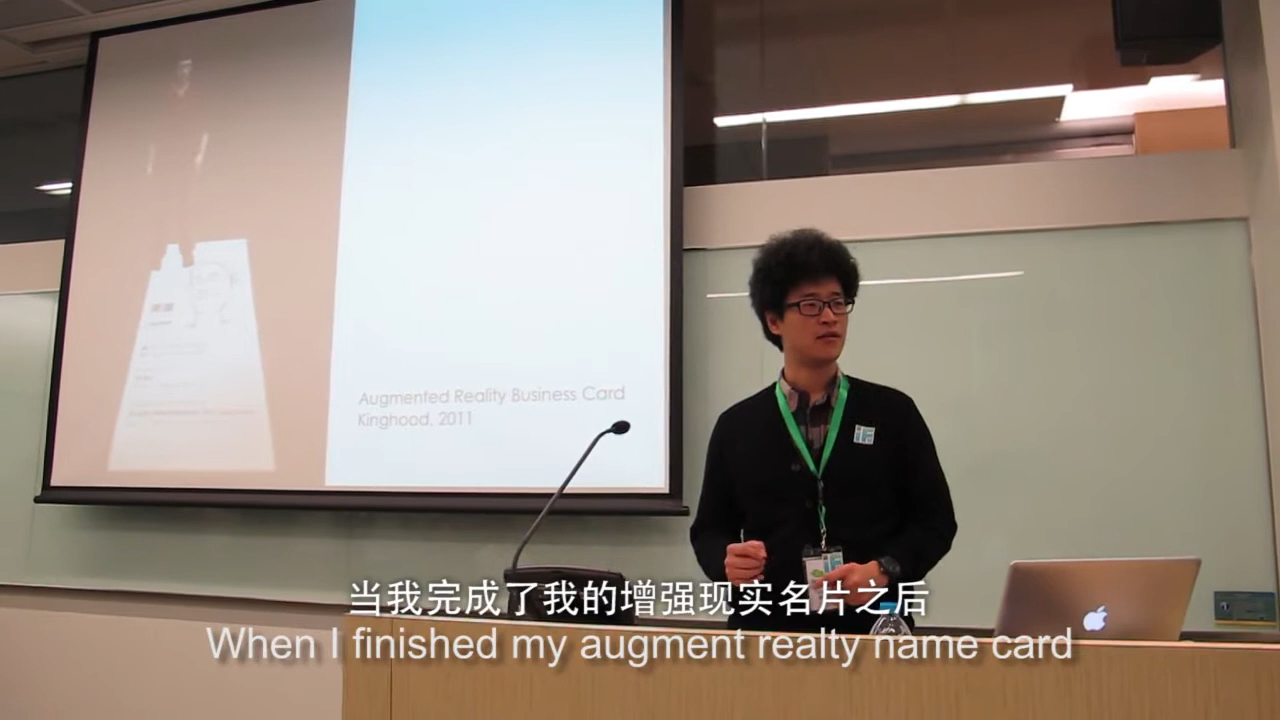 Augmented Reality Business Card
Kinghood, 2011
iF
当我完成了我的增强现实名片之后
When I finished my augment realty name card